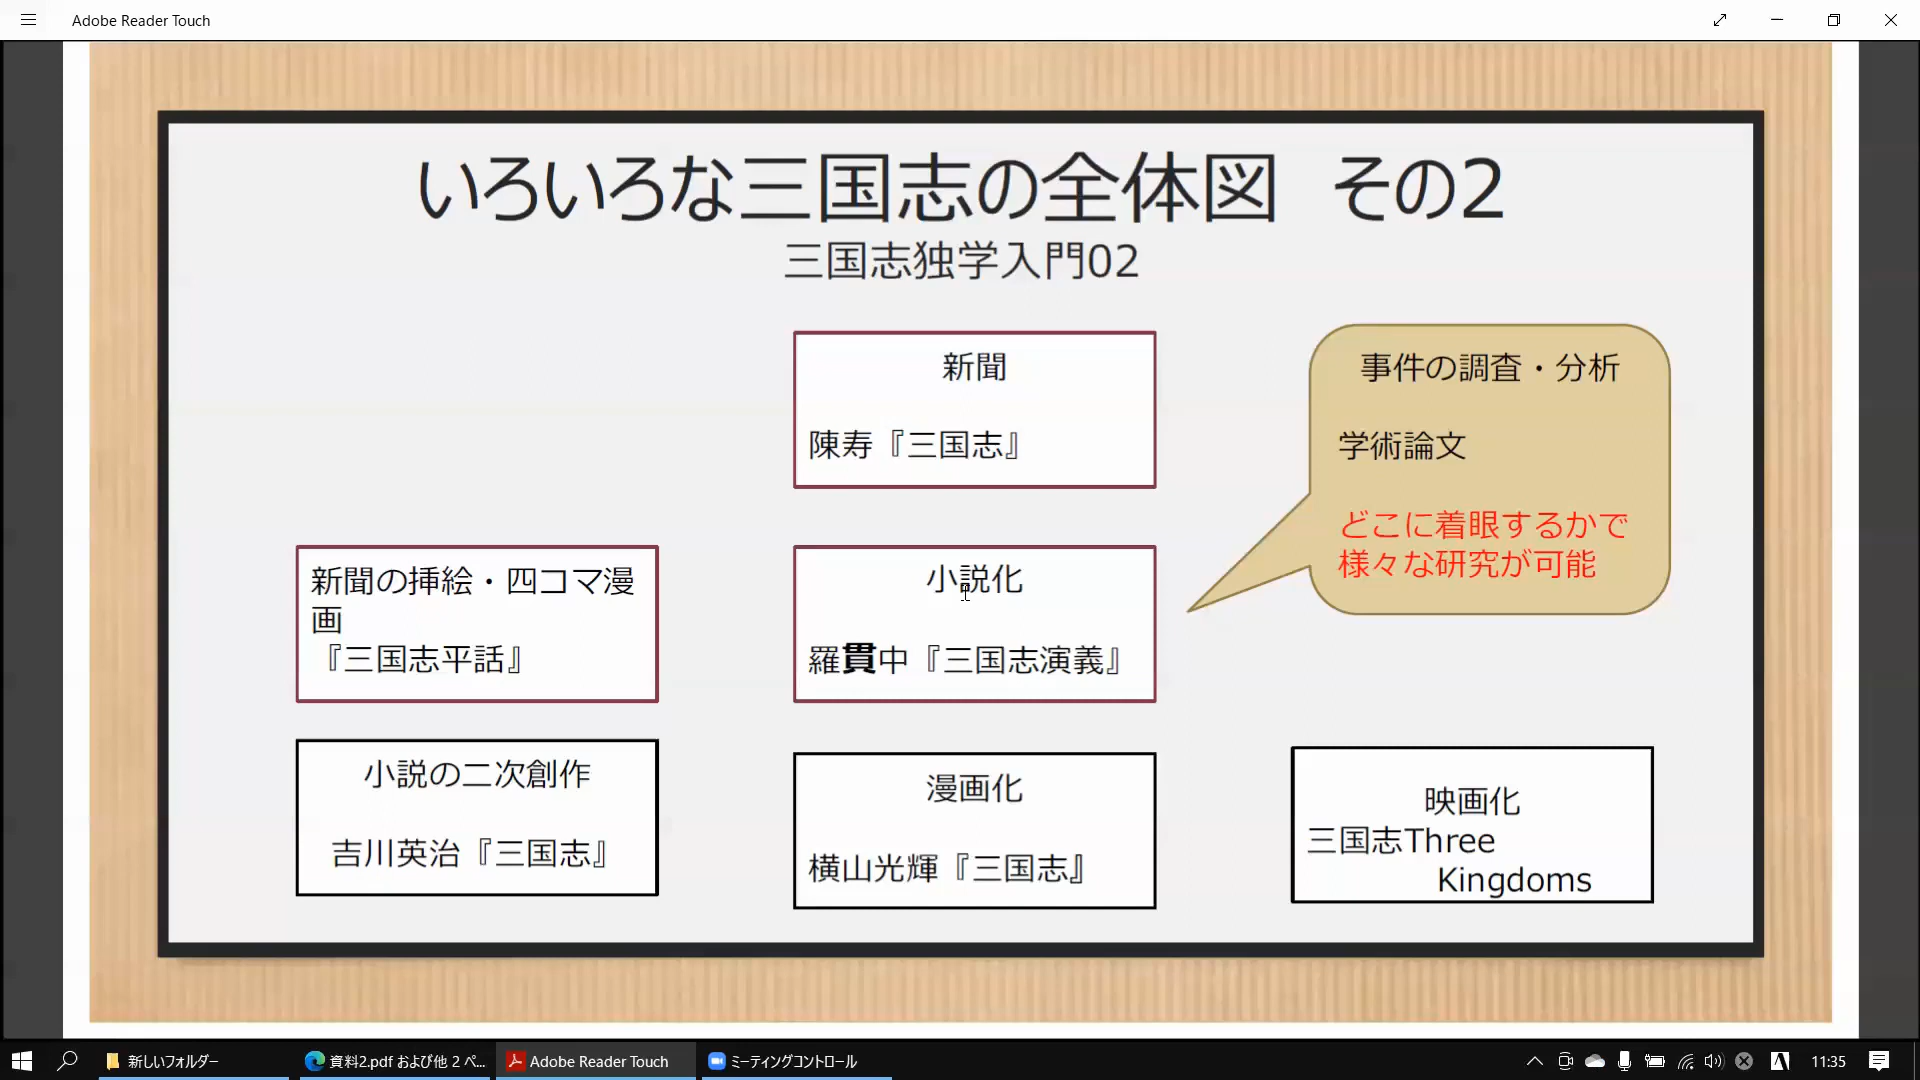 Adobe Reader Touch
いろいろな三国志の全体図　その2
三国志独学入門02
新聞
陳寿『三国志』
事件の調査・分析
学術論文
どこに着眼するかで
様々な研究が可能
新聞の挿絵・四コマ漫
画
『三国志平話』
小説化
羅貫中『三国志演義』
小説の二次創作
吉川英治『三国志』
漫画化
横山光輝『三国志』
映画化
三国志Three
Kingdoms
新しいフォルダー
資料2.pdf および他 2 ペ...
Adobe Reader Touch
ミーティングコントロール
A
11:35